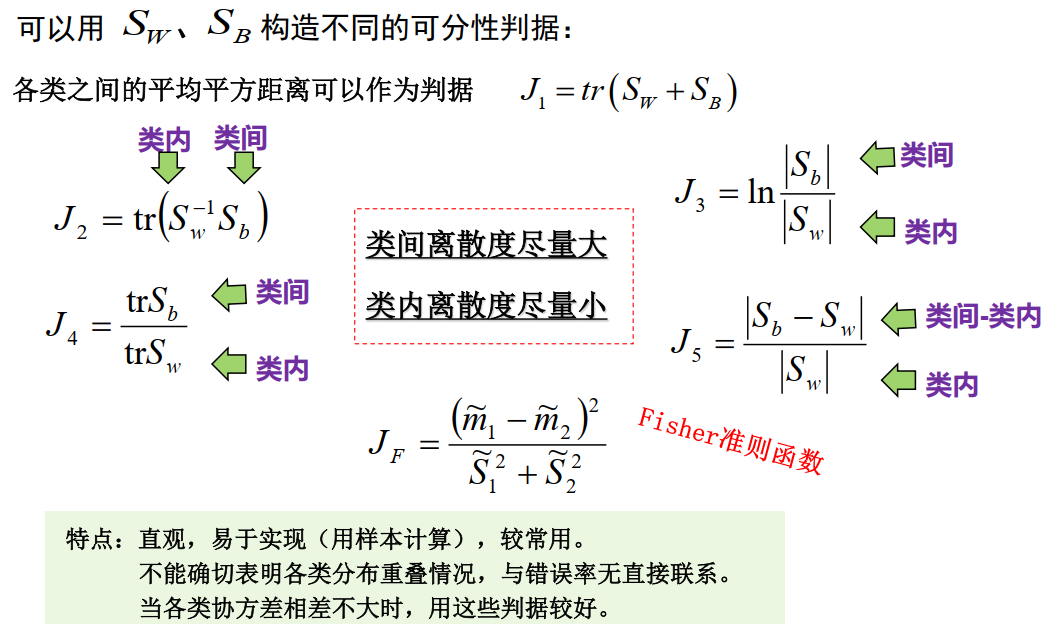 可以用 S_W、S_B 构造不同的可分性判据：
各类之间的平均平方距离可以作为判据 J_1 = tr(S_W + S_B)
类内 类间
J_2 = tr(S_w^{-1} S_b)
J_3 = ln |S_b| / |S_w|
类间
类内
类间离散度尽量大
类内离散度尽量小
J_4 = trS_b / trS_w
类间
类内
J_5 = |S_b − S_w| / |S_w|
类间-类内
类内
J_F = (m̃_1 − m̃_2)^2 / (S̃_1^2 + S̃_2^2)
Fisher准则函数
特点：直观，易于实现（用样本计算），较常用。
不能确切表明各类分布重叠情况，与错误率无直接联系。
当各类协方差相差不大时，用这些判据较好。